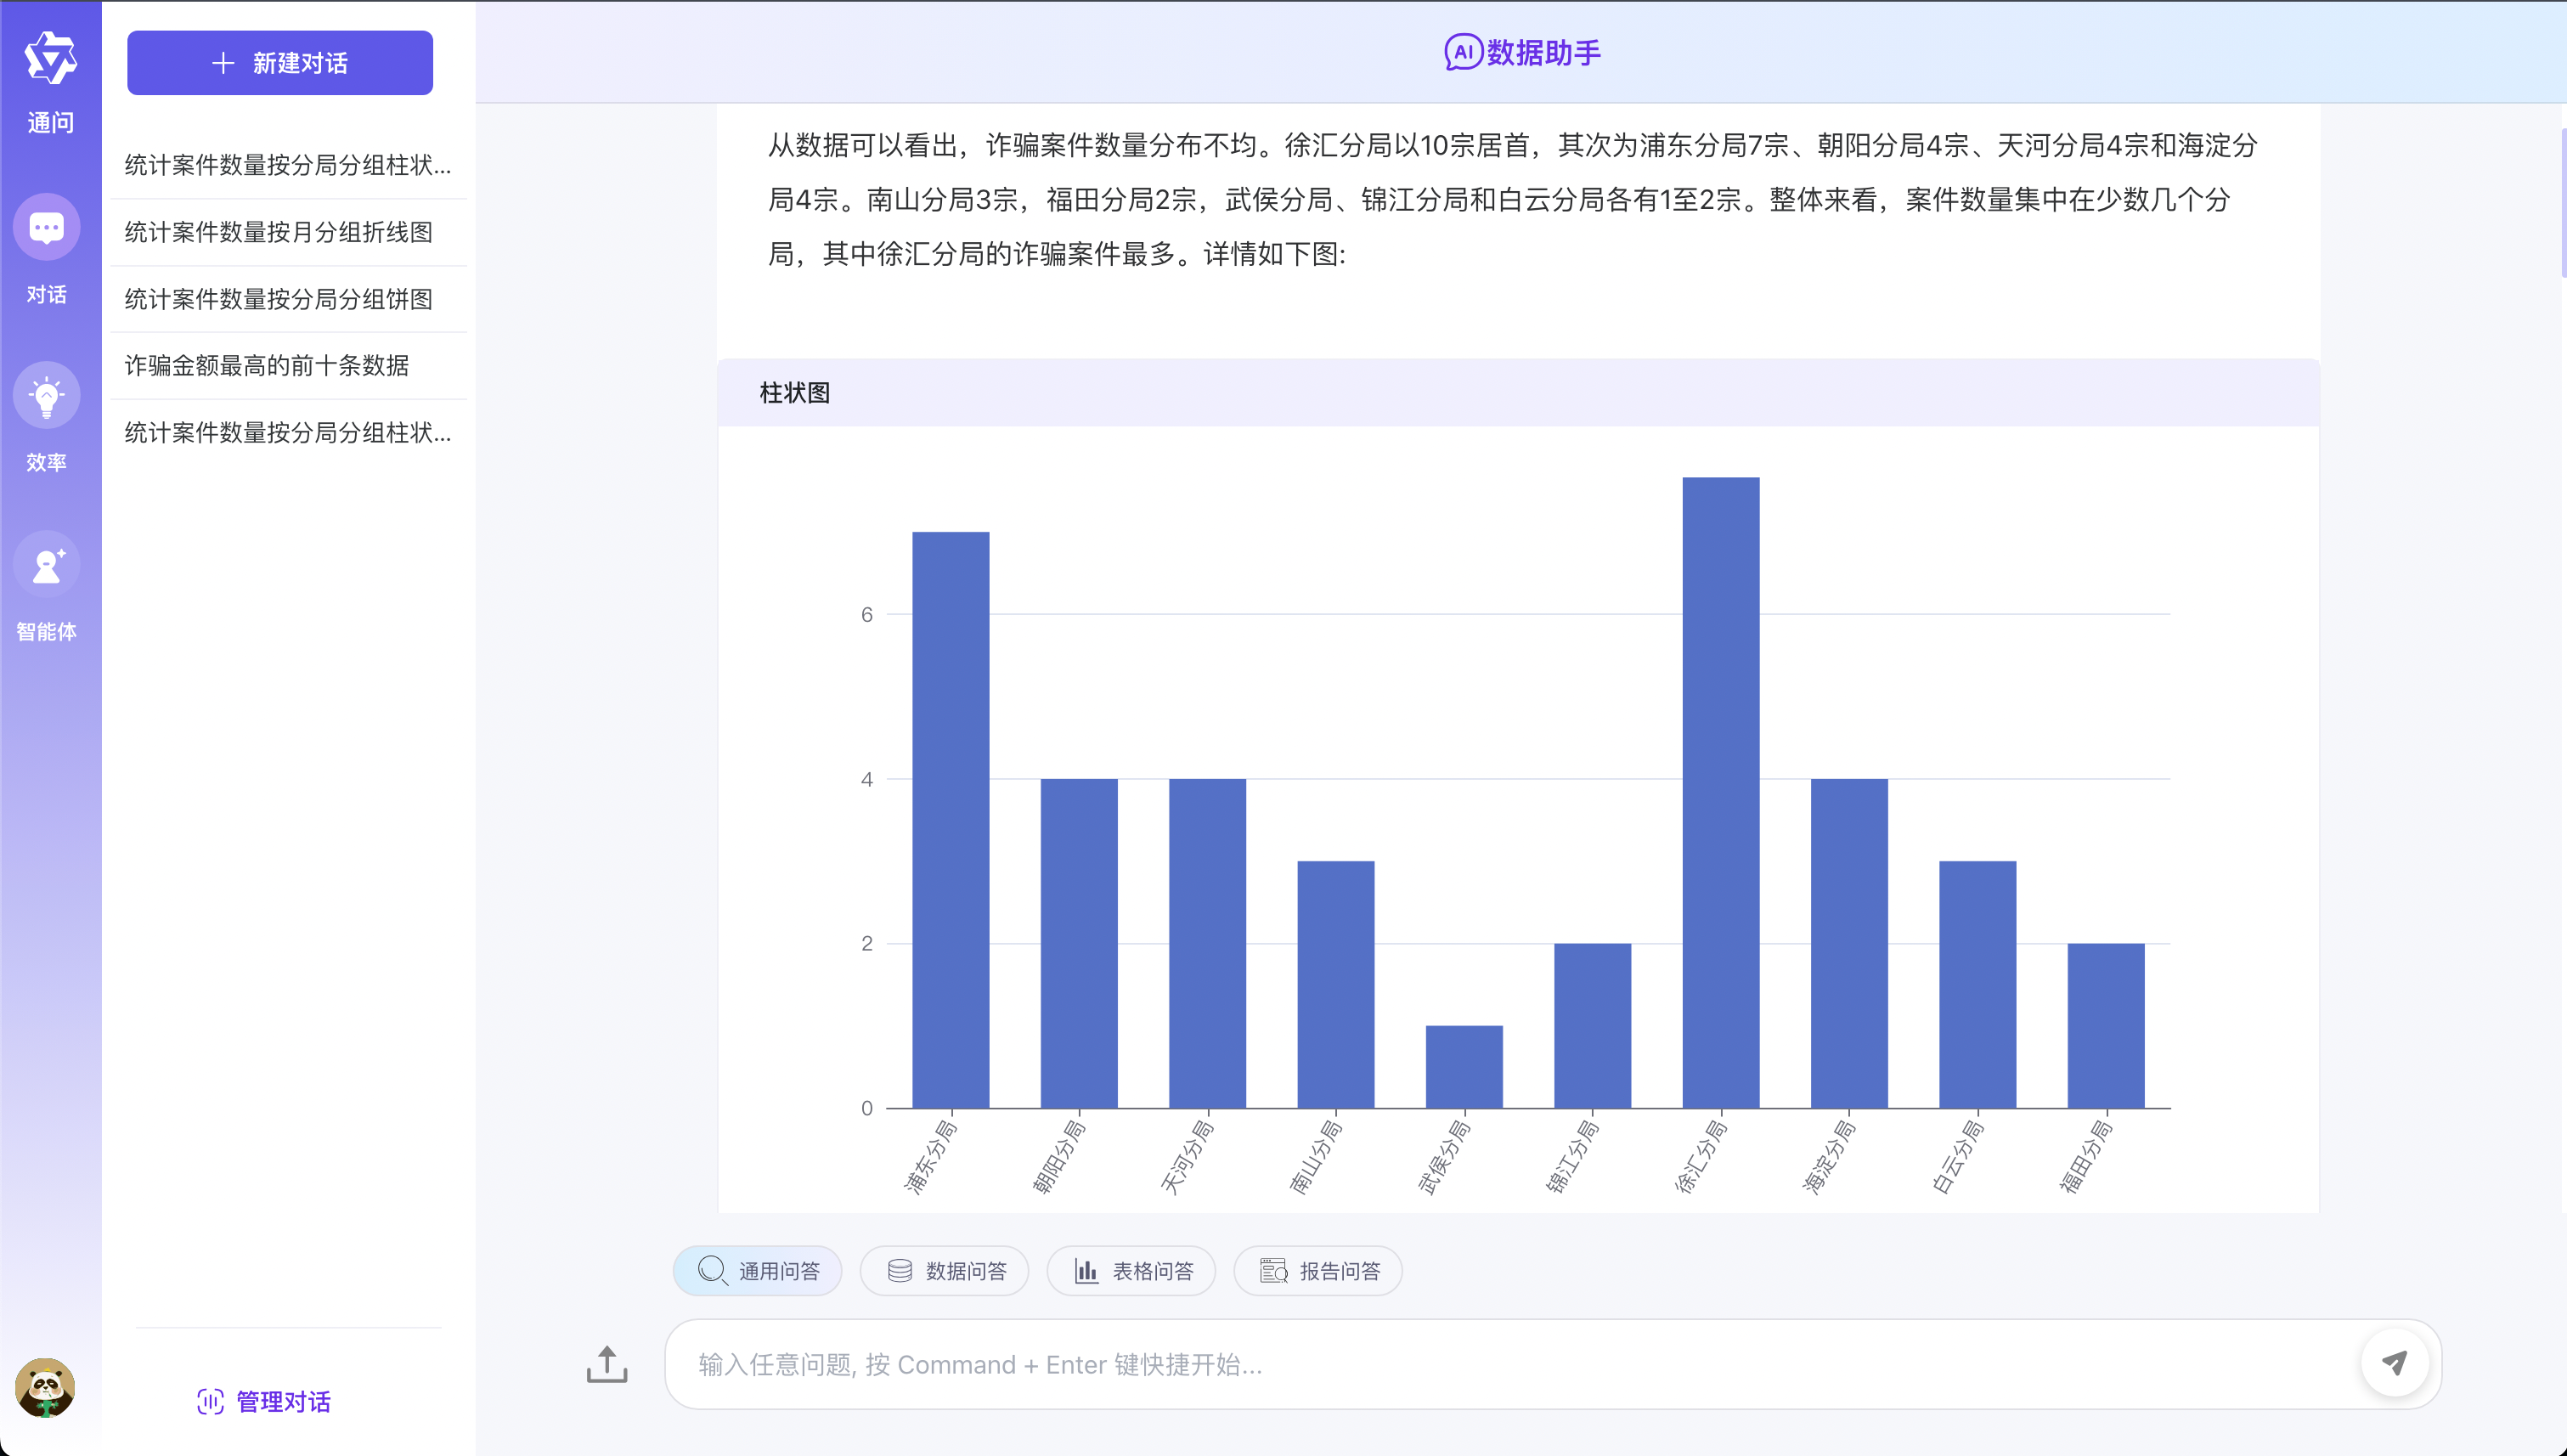 通问
对话
效率
智能体
新建对话
统计案件数量按分局分组柱状...
统计案件数量按月分组折线图
统计案件数量按分局分组饼图
诈骗金额最高的前十条数据
统计案件数量按分局分组柱状...
管理对话
AI数据助手
从数据可以看出，诈骗案件数量分布不均。徐汇分局以10宗居首，其次为浦东分局7宗、朝阳分局4宗、天河分局4宗和海淀分
局4宗。南山分局3宗，福田分局2宗，武侯分局、锦江分局和白云分局各有1至2宗。整体来看，案件数量集中在少数几个分
局，其中徐汇分局的诈骗案件最多。详情如下图:
柱状图
6
4
2
0
浦东分局
朝阳分局
天河分局
南山分局
武侯分局
锦江分局
徐汇分局
海淀分局
白云分局
福田分局
通用问答
数据问答
表格问答
报告问答
输入任意问题, 按 Command + Enter 键快捷开始...